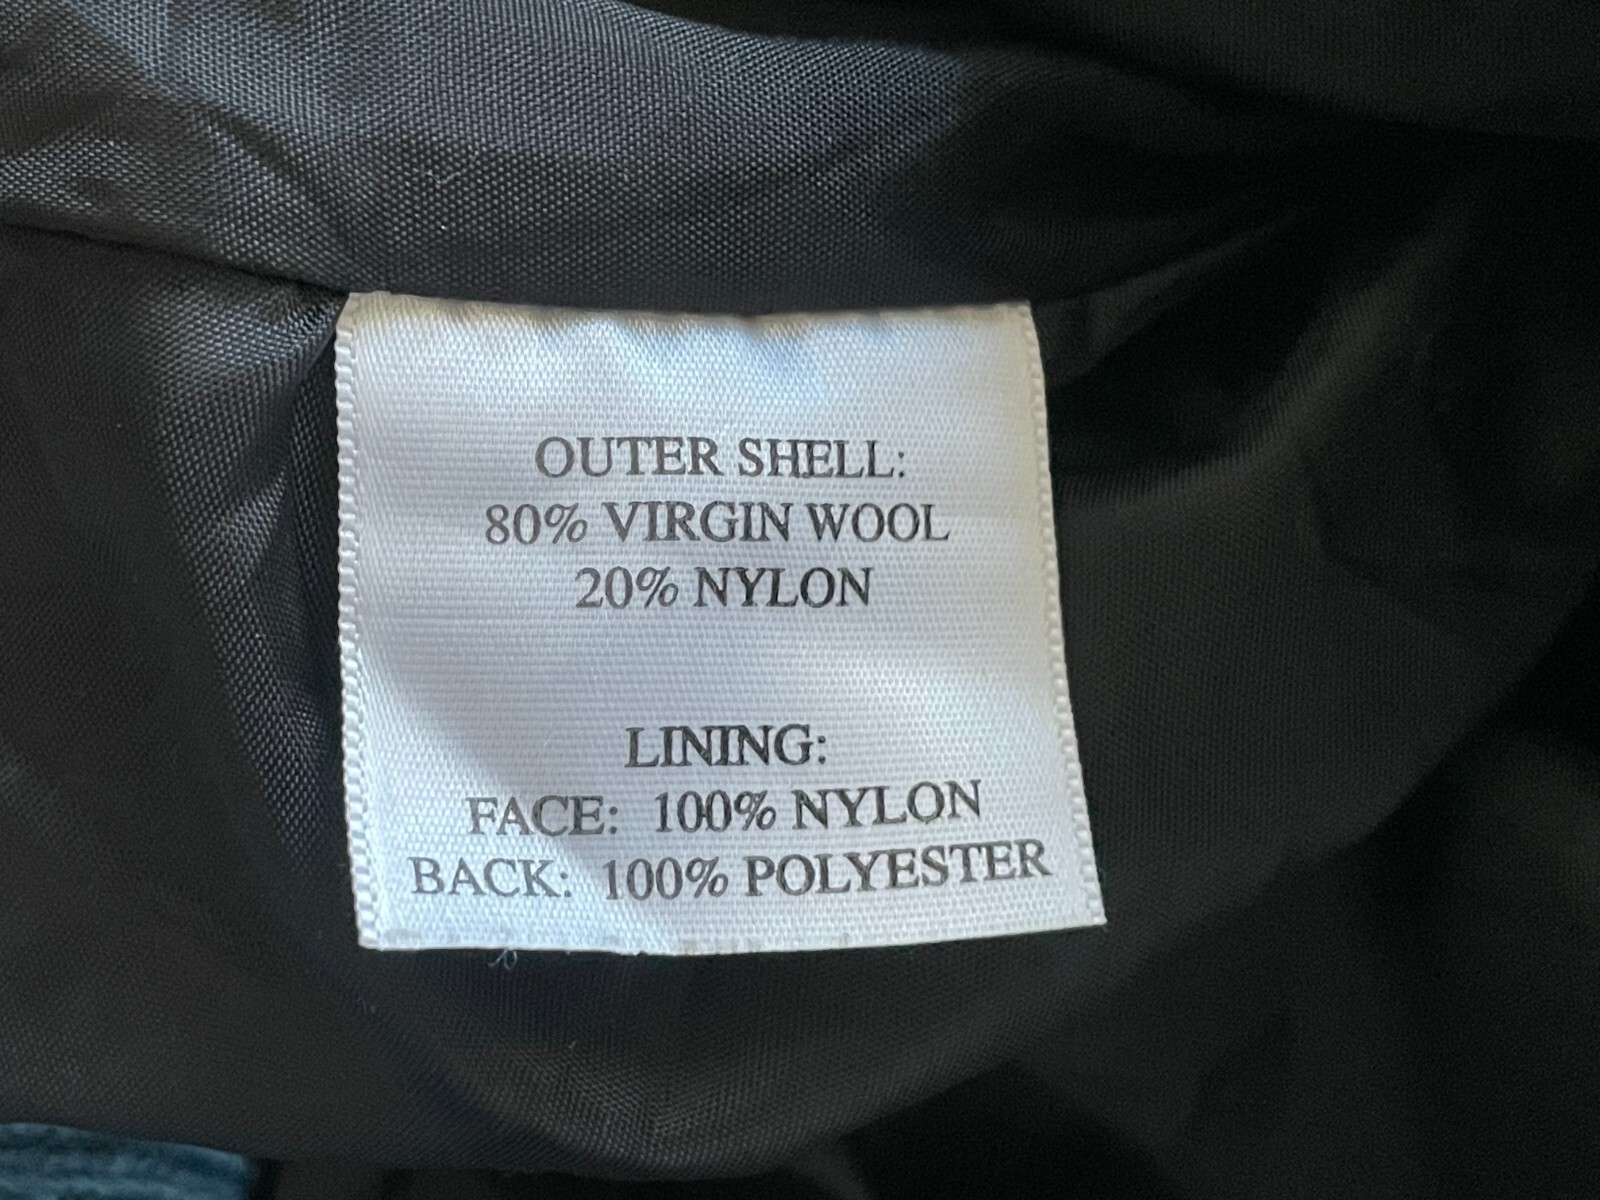 OUTER SHELL:
80% VIRGIN WOOL
20% NYLON
LINING:
FACE: 100% NYLON
BACK: 100% POLYESTER